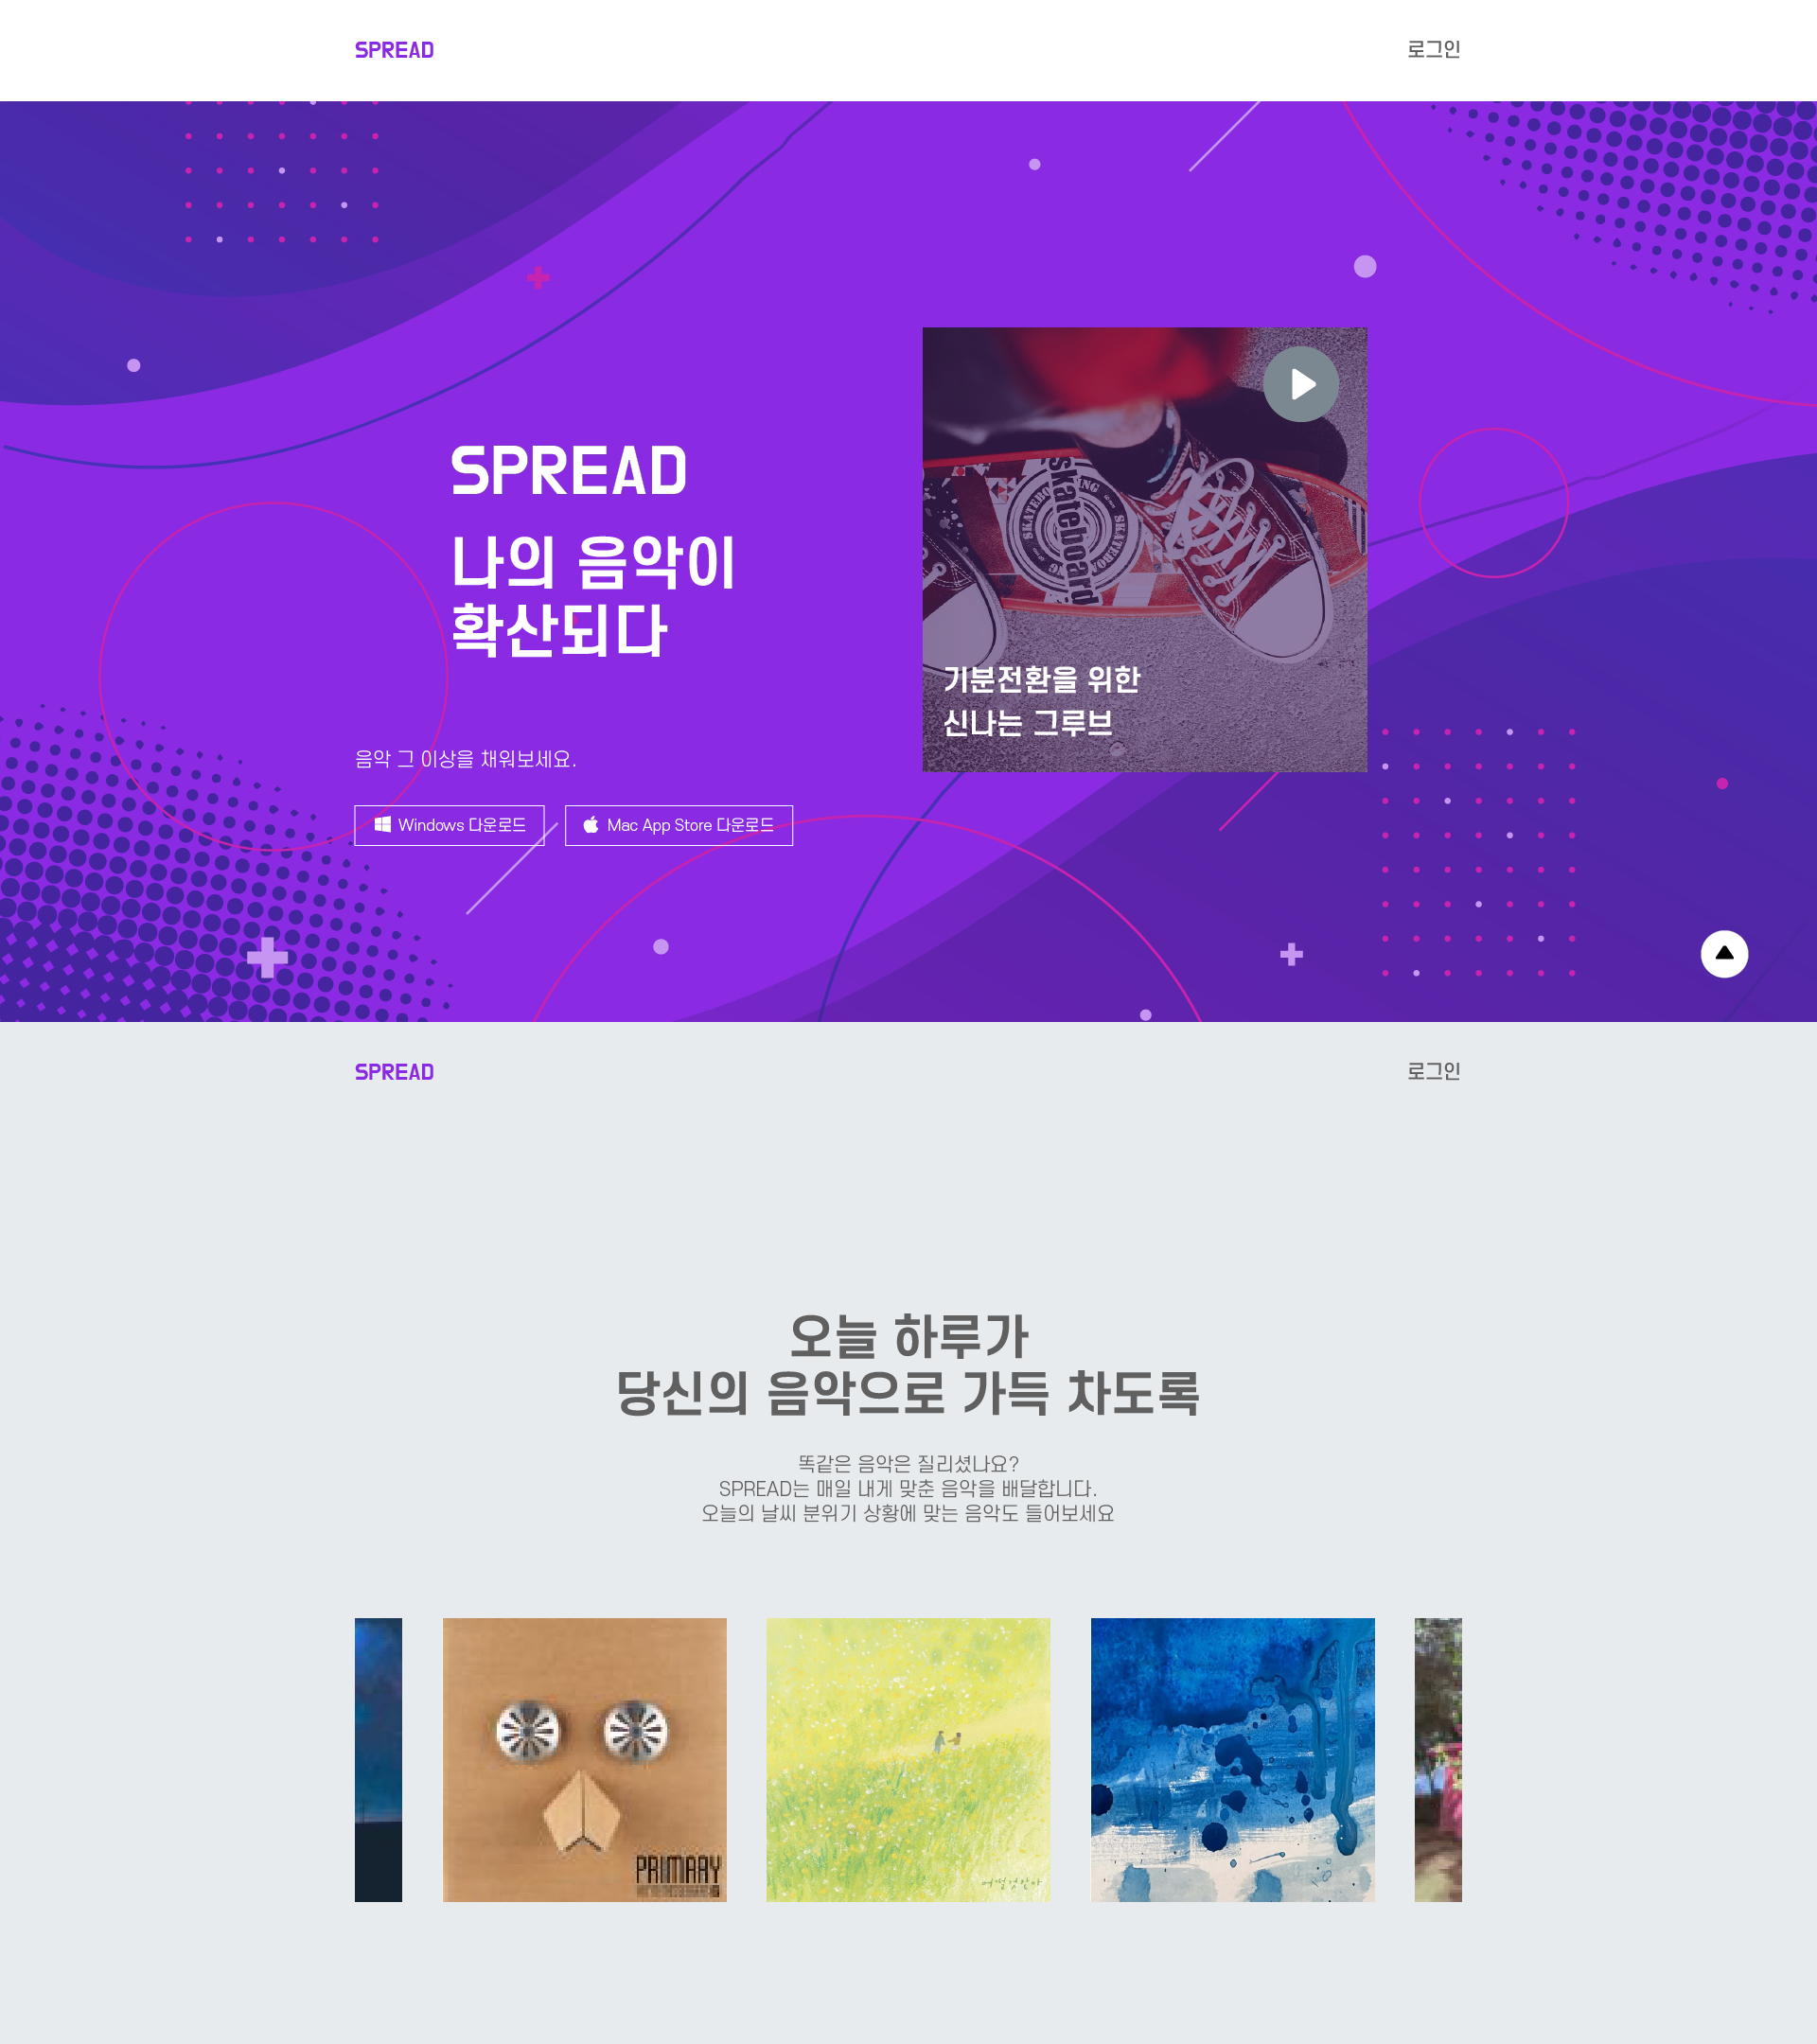 SPREAD
로그인
SPREAD
나의 음악이
확산되다
skateboard
기분전환을 위한
신나는 그루브
음악 그 이상을 채워보세요.
Windows 다운로드
Mac App Store 다운로드
SPREAD
로그인
오늘 하루가
당신의 음악으로 가득 차도록
똑같은 음악은 질리셨나요?
SPREAD는 매일 내게 맞춘 음악을 배달합니다.
오늘의 날씨 분위기 상황에 맞는 음악도 들어보세요
PRIMARY